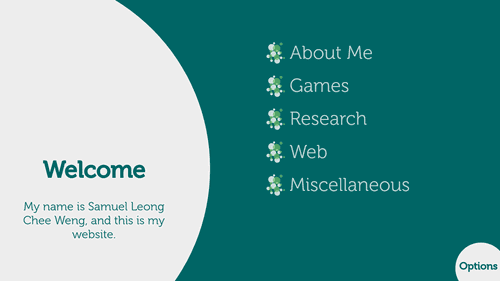 Welcome
My name is Samuel Leong
Chee Weng, and this is my
website.
About Me
Games
Research
Web
Miscellaneous
Options